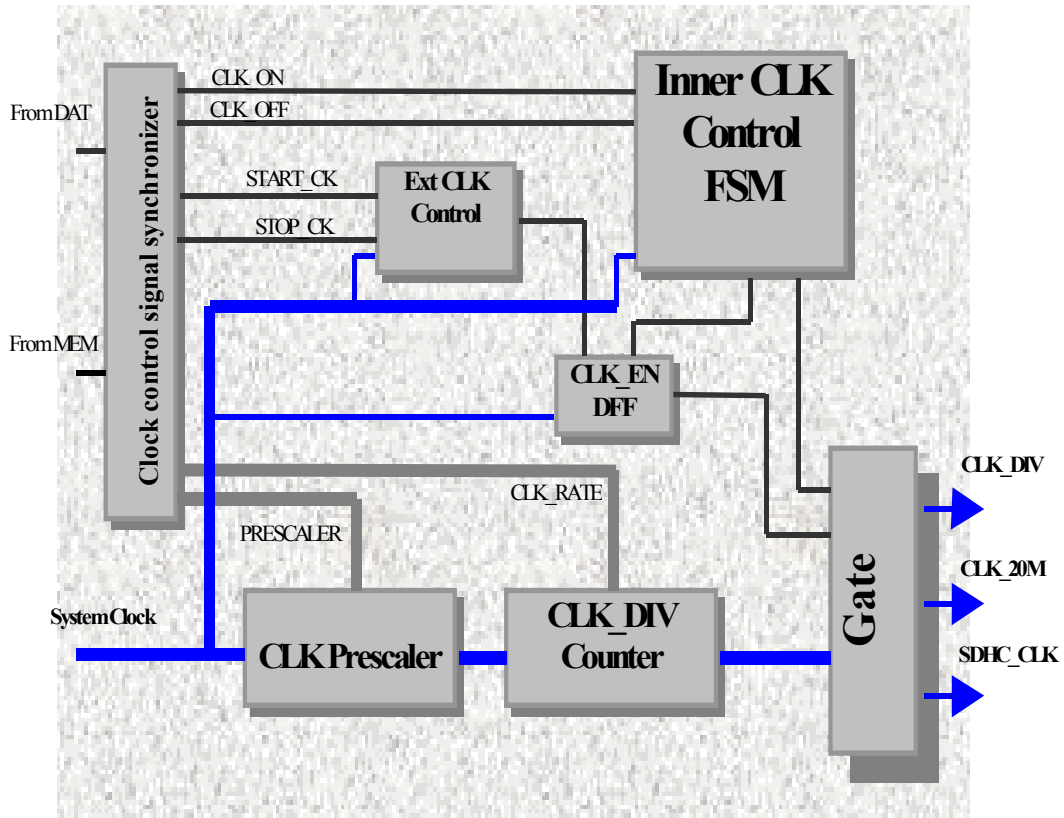 CLK_ON
Inner CLK
Control
FSM
From DAT
CLK_OFF
Clock control signal synchronizer
START_CK
Ext CLK
Control
STOP_CK
From MEM
CLK_EN
DFF
CLK_DIV
CLK_RATE
PRESCALER
Gate
CLK_20M
System Clock
CLK Prescaler
CLK_DIV
Counter
SDHC_CLK